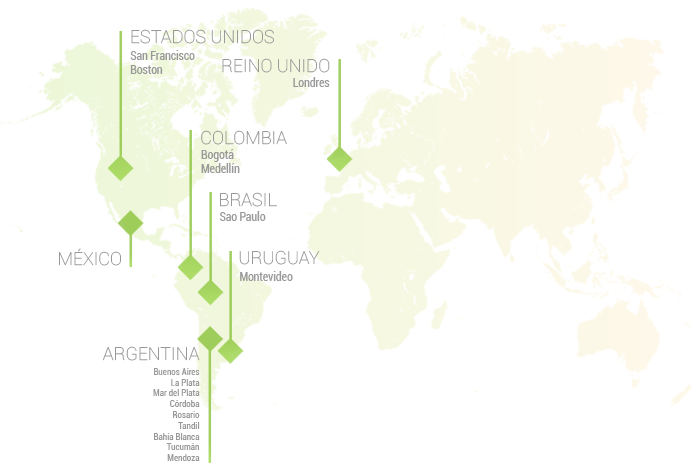 ESTADOS UNIDOS
San Francisco
Boston
REINO UNIDO
Londres
COLOMBIA
Bogotá
Medellin
BRASIL
Sao Paulo
MÉXICO
URUGUAY
Montevideo
ARGENTINA
Buenos Aires
La Plata
Mar del Plata
Córdoba
Rosario
Tandil
Bahía Blanca
Tucumán
Mendoza